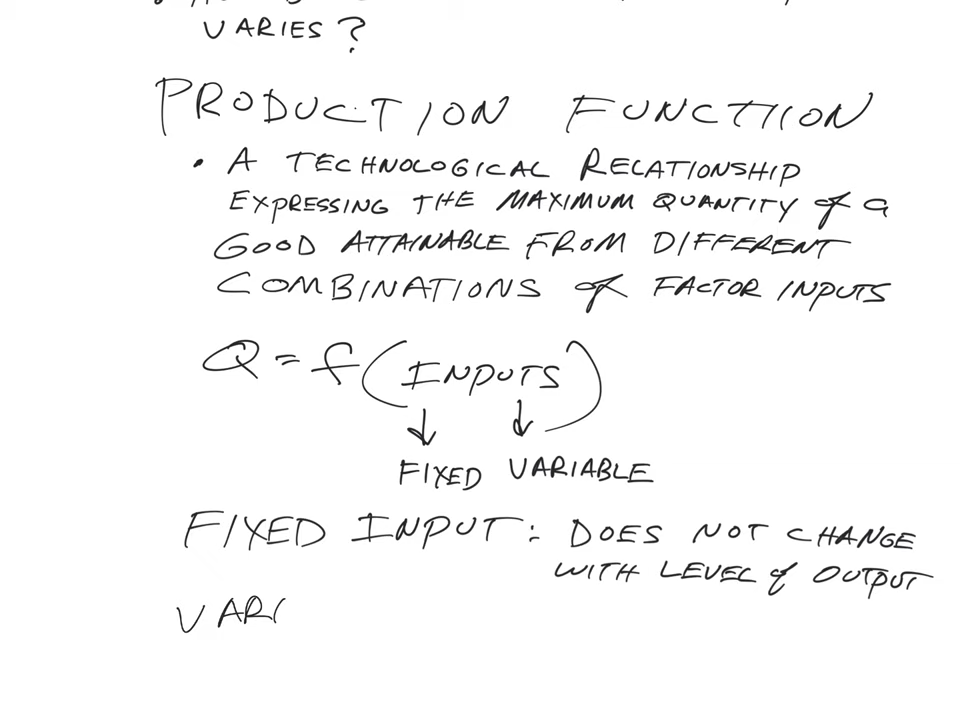 VARIES?
PRODUCTION FUNCTION
• A TECHNOLOGICAL RELATIONSHIP
EXPRESSING THE MAXIMUM QUANTITY of a
GOOD ATTAINABLE FROM DIFFERENT
COMBINATIONS of FACTOR INPUTS
Q = f(INPUTS)
↓ ↓
FIXED VARIABLE
FIXED INPUT: DOES NOT CHANGE
WITH LEVEL of OUTPUT
VARI